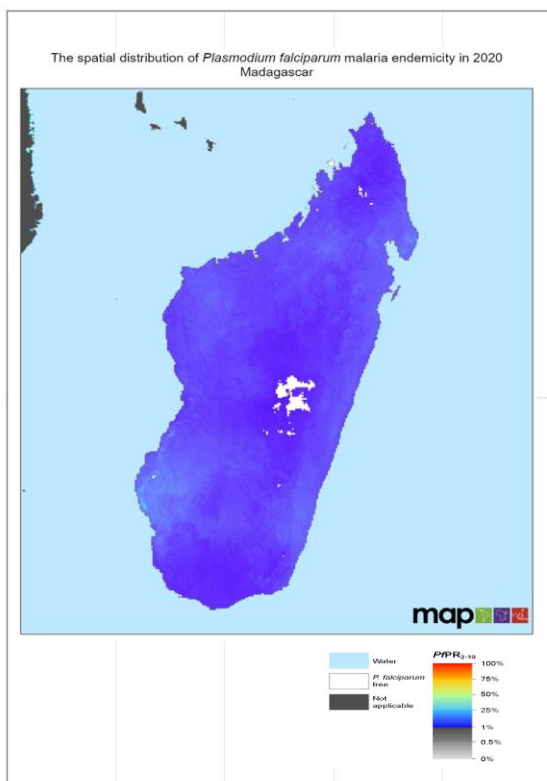 The spatial distribution of Plasmodium falciparum malaria endemicity in 2020
Madagascar
map
Water
P. falciparum
free
Not
applicable
PfPR2-10
100%
75%
50%
25%
1%
0.5%
0%